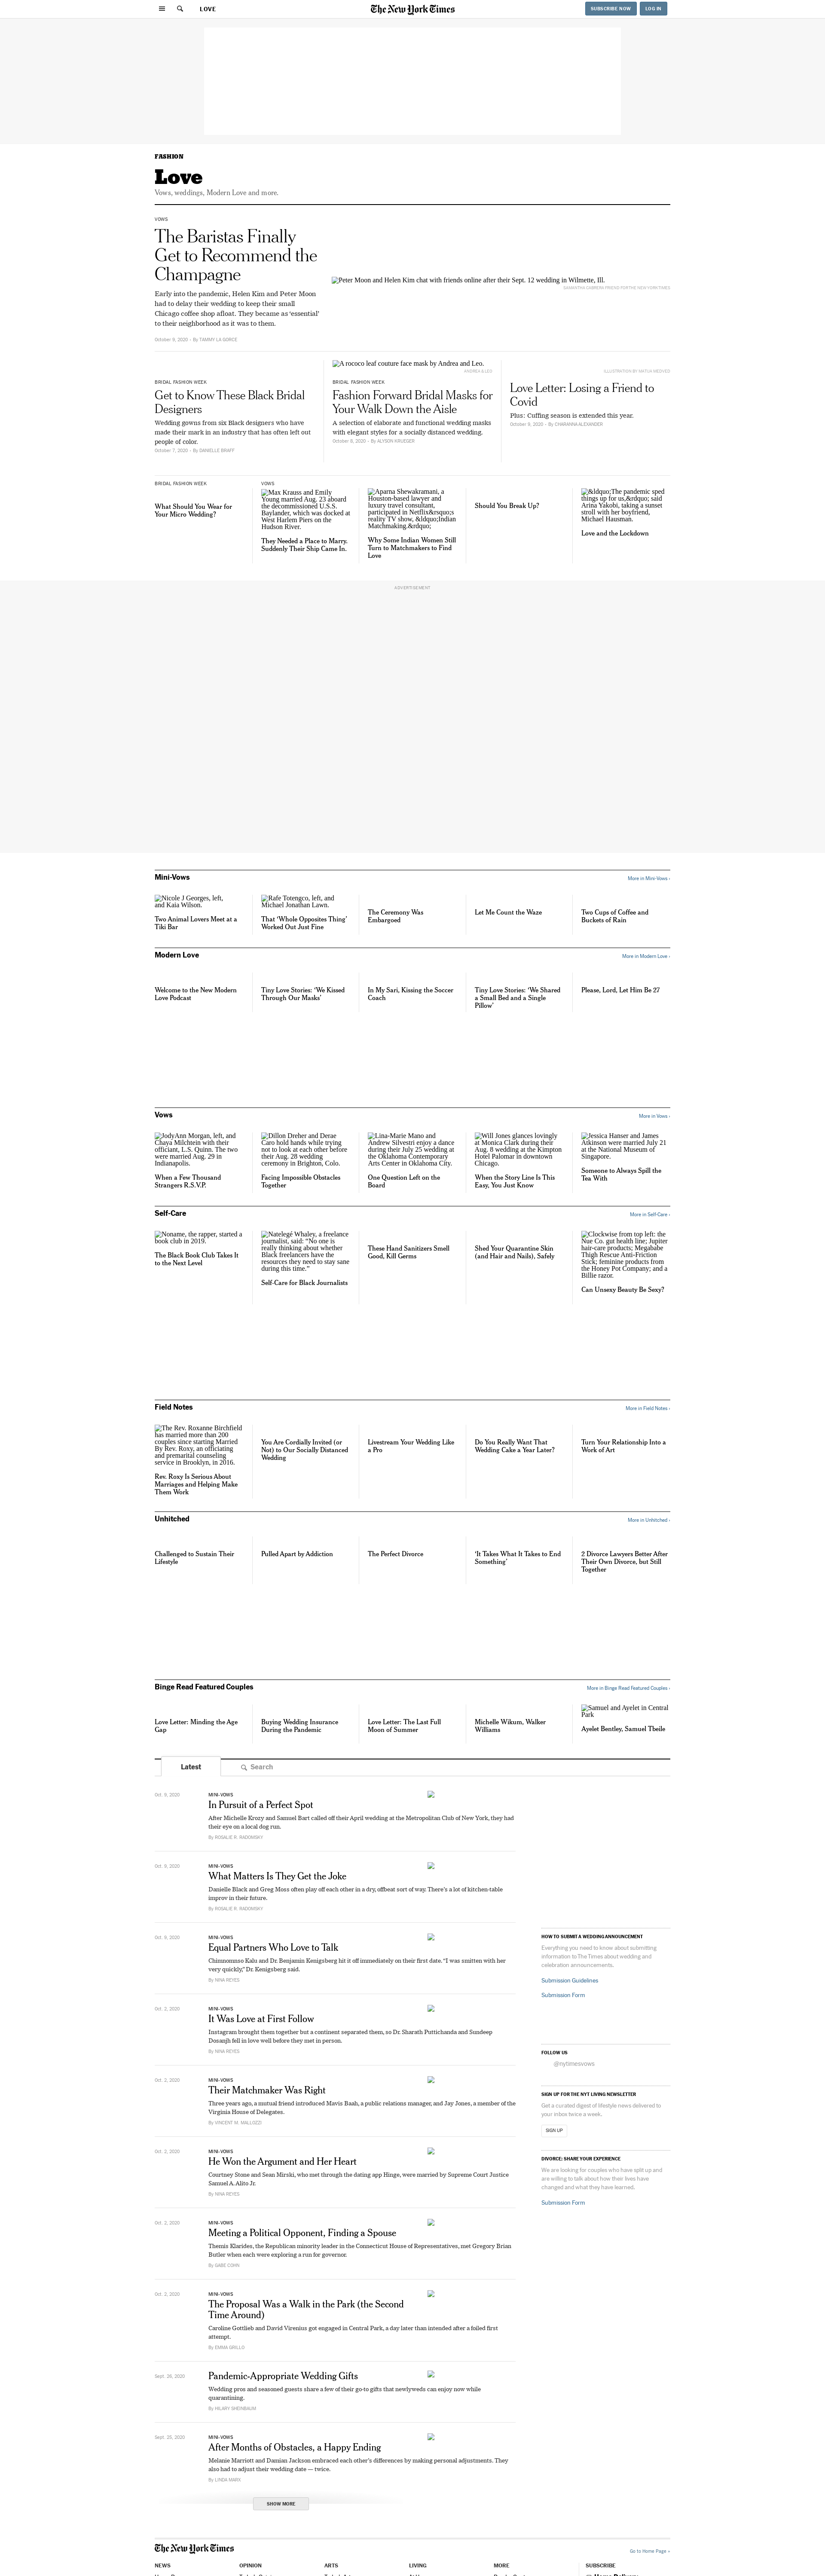 LOVE
The New York Times
SUBSCRIBE NOW
LOG IN
FASHION
Love
Vows, weddings, Modern Love and more.
VOWS
The Baristas Finally
Get to Recommend the
Champagne
Early into the pandemic, Helen Kim and Peter Moon
had to delay their wedding to keep their small
Chicago coffee shop afloat. They became as ‘essential’
to their neighborhood as it was to them.
October 9, 2020 - By TAMMY LA GORCE
Peter Moon and Helen Kim chat with friends online after their Sept. 12 wedding in Wilmette, Ill.
BRIDAL FASHION WEEK
Get to Know These Black Bridal
Designers
Wedding gowns from six Black designers who have
made their mark in an industry that has often left out
people of color.
October 7, 2020 - By DANIELLE BRAFF
A rococo leaf couture face mask by Andrea and Leo.
ANDREA & LEO
BRIDAL FASHION WEEK
Fashion Forward Bridal Masks for
Your Walk Down the Aisle
A selection of elaborate and functional wedding masks
with elegant styles for a socially distanced wedding.
October 8, 2020 - By ALYSON KRUEGER
Love Letter: Losing a Friend to
Covid
Plus: Cuffing season is extended this year.
October 9, 2020 - By CHARANNA ALEXANDER
BRIDAL FASHION WEEK
What Should You Wear for
Your Micro Wedding?
VOWS
Max Krauss and Emily
Young married Aug. 23 aboard
the decommissioned U.S.S.
Baylander, which was docked at
West Harlem Piers on the
Hudson River.
They Needed a Place to Marry.
Suddenly Their Ship Came In.
Aparna Shewakramani, a
Houston-based lawyer and
luxury travel consultant,
participated in Netflix&rsquo;s
reality TV show, &ldquo;Indian
Matchmaking.&rdquo;
Why Some Indian Women Still
Turn to Matchmakers to Find
Love
Should You Break Up?
&ldquo;The pandemic sped
things up for us,&rdquo; said
Arina Yakobi, taking a sunset
stroll with her boyfriend,
Michael Hausman.
Love and the Lockdown
ADVERTISEMENT
Mini-Vows
More in Mini-Vows ›
Nicole J Georges, left,
and Kaia Wilson.
Two Animal Lovers Meet at a
Tiki Bar
Rafe Totengco, left, and
Michael Jonathan Lawn.
That ‘Whole Opposites Thing’
Worked Out Just Fine
The Ceremony Was
Embargoed
Let Me Count the Waze
Two Cups of Coffee and
Buckets of Rain
Modern Love
More in Modern Love ›
Welcome to the New Modern
Love Podcast
Tiny Love Stories: ‘We Kissed
Through Our Masks’
In My Sari, Kissing the Soccer
Coach
Tiny Love Stories: ‘We Shared
a Small Bed and a Single
Pillow’
Please, Lord, Let Him Be 27
Vows
More in Vows ›
JodyAnn Morgan, left, and
Chaya Milchtein with their
officiant, L.S. Quinn. The two
were married Aug. 29 in
Indianapolis.
When a Few Thousand
Strangers R.S.V.P.
Dillon Dreher and Derae
Caro hold hands while trying
not to look at each other before
their Aug. 28 wedding
ceremony in Brighton, Colo.
Facing Impossible Obstacles
Together
Lina-Marie Mano and
Andrew Silvestri enjoy a dance
during their July 25 wedding at
the Oklahoma Contemporary
Arts Center in Oklahoma City.
One Question Left on the
Board
Will Jones glances lovingly
at Monica Clark during their
Aug. 8 wedding at the Kimpton
Hotel Palomar in downtown
Chicago.
When the Story Line Is This
Easy, You Just Know
Jessica Hanser and James
Atkinson were married July 21
at the National Museum of
Singapore.
Someone to Always Spill the
Tea With
Self-Care
More in Self-Care ›
Noname, the rapper, started a
book club in 2019.
The Black Book Club Takes It
to the Next Level
Natelegé Whaley, a freelance
journalist, said: “No one is
really thinking about whether
Black freelancers have the
resources they need to stay sane
during this time.”
Self-Care for Black Journalists
These Hand Sanitizers Smell
Good, Kill Germs
Shed Your Quarantine Skin
(and Hair and Nails), Safely
Clockwise from top left: the
Nue Co. gut health line; Jupiter
hair-care products; Megababe
Thigh Rescue Anti-Friction
Stick; feminine products from
the Honey Pot Company; and a
Billie razor.
Can Unsexy Beauty Be Sexy?
Field Notes
More in Field Notes ›
The Rev. Roxanne Birchfield
has married more than 200
couples since starting Married
By Rev. Roxy, an officiating
and premarital counseling
service in Brooklyn, in 2016.
Rev. Roxy Is Serious About
Marriages and Helping Make
Them Work
You Are Cordially Invited (or
Not) to Our Socially Distanced
Wedding
Livestream Your Wedding Like
a Pro
Do You Really Want That
Wedding Cake a Year Later?
Turn Your Relationship Into a
Work of Art
Unhitched
More in Unhitched ›
Challenged to Sustain Their
Lifestyle
Pulled Apart by Addiction
The Perfect Divorce
‘It Takes What It Takes to End
Something’
2 Divorce Lawyers Better After
Their Own Divorce, but Still
Together
Binge Read Featured Couples
More in Binge Read Featured Couples ›
Love Letter: Minding the Age
Gap
Buying Wedding Insurance
During the Pandemic
Love Letter: The Last Full
Moon of Summer
Michelle Wikum, Walker
Williams
Samuel and Ayelet in Central
Park
Ayelet Bentley, Samuel Tbeile
Latest
Search
Oct. 9, 2020
MINI-VOWS
In Pursuit of a Perfect Spot
After Michelle Krozy and Samuel Bart called off their April wedding at the Metropolitan Club of New York, they had
their eye on a local dog run.
By ROSALIE R. RADOMSKY
Oct. 9, 2020
MINI-VOWS
What Matters Is They Get the Joke
Danielle Black and Greg Moss often play off each other in a dry, offbeat sort of way. There’s a lot of kitchen-table
improv in their future.
By ROSALIE R. RADOMSKY
Oct. 9, 2020
MINI-VOWS
Equal Partners Who Love to Talk
Chinmonunso Kalu and Dr. Benjamin Kenigsberg hit it off immediately on their first date. “I was smitten with her
very quickly,” Dr. Kenigsberg said.
By NINA REYES
Oct. 2, 2020
MINI-VOWS
It Was Love at First Follow
Instagram brought them together but a continent separated them, so Dr. Sharath Puttichanda and Sundeep
Dosanjh fell in love well before they met in person.
By NINA REYES
Oct. 2, 2020
MINI-VOWS
Their Matchmaker Was Right
Three years ago, a mutual friend introduced Mavis Baah, a public relations manager, and Jay Jones, a member of the
Virginia House of Delegates.
By VINCENT M. MALLOZZI
Oct. 2, 2020
MINI-VOWS
He Won the Argument and Her Heart
Courtney Stone and Sean Mirski, who met through the dating app Hinge, were married by Supreme Court Justice
Samuel A. Alito Jr.
By NINA REYES
Oct. 2, 2020
MINI-VOWS
Meeting a Political Opponent, Finding a Spouse
Themis Klarides, the Republican minority leader in the Connecticut House of Representatives, met Gregory Brian
Butler when each were exploring a run for governor.
By GABE COHN
Oct. 2, 2020
MINI-VOWS
The Proposal Was a Walk in the Park (the Second
Time Around)
Caroline Gottlieb and David Virenius got engaged in Central Park, a day later than intended after a foiled first
attempt.
By EMMA GRILLO
Sept. 26, 2020
Pandemic-Appropriate Wedding Gifts
Wedding pros and seasoned guests share a few of their go-to gifts that newlyweds can enjoy now while
quarantining.
By HILARY SHEINBAUM
Sept. 25, 2020
MINI-VOWS
After Months of Obstacles, a Happy Ending
Melanie Marriott and Damian Jackson embraced each other’s differences by making personal adjustments. They
also had to adjust their wedding date — twice.
By LINDA MARX
SHOW MORE
HOW TO SUBMIT A WEDDING ANNOUNCEMENT
Everything you need to know about submitting
information to The Times about wedding and
celebration announcements.
Submission Guidelines
Submission Form
FOLLOW US
@nytimesvows
SIGN UP FOR THE NYT LIVING NEWSLETTER
Get a curated digest of lifestyle news delivered to
your inbox twice a week.
SIGN UP
DIVORCE: SHARE YOUR EXPERIENCE
We are looking for couples who have split up and
are willing to talk about how their lives have
changed and what they have learned.
Submission Form
The New York Times
Go to Home Page »
NEWS
OPINION
ARTS
LIVING
MORE
SUBSCRIBE